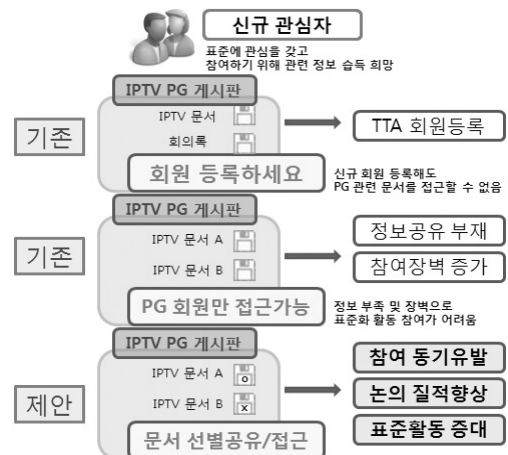 신규 관심자
표준에 관심을 갖고
참여하기 위해 관련 정보 습득 희망
IPTV PG 게시판
IPTV 문서
회의록
기존
회원 등록하세요
TTA 회원등록
신규 회원 등록해도
PG 관련 문서를 접근할 수 없음
IPTV PG 게시판
IPTV 문서 A
IPTV 문서 B
기존
PG 회원만 접근가능
정보공유 부재
참여장벽 증가
정보 부족 및 장벽으로
표준화 활동 참여가 어려움
IPTV PG 게시판
IPTV 문서 A
o
IPTV 문서 B
x
제안
문서 선별공유/접근
참여 동기유발
논의 질적향상
표준활동 증대